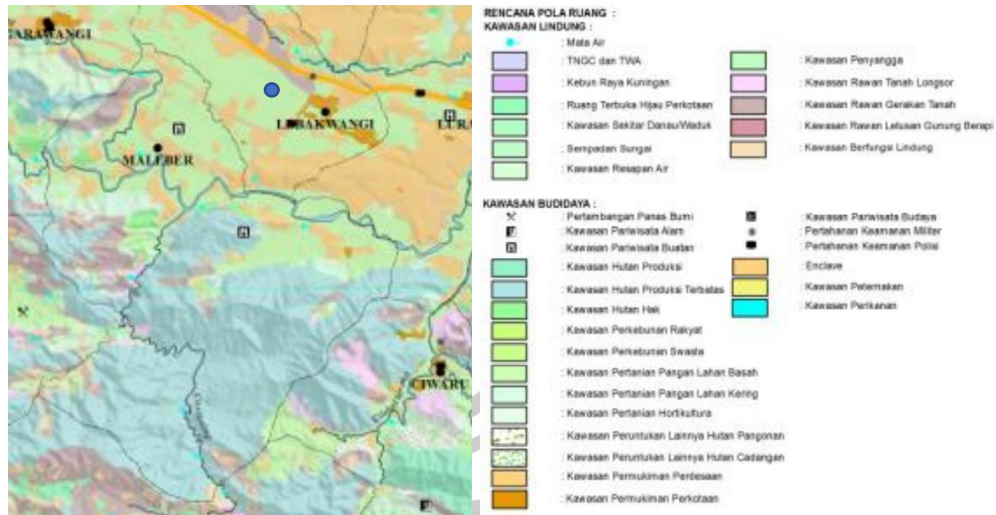 GARAWANGI
LEBAKWANGI
LURA
MALEBER
CIWARU
RENCANA POLA RUANG :
KAWASAN LINDUNG :
: Mata Air
: TNGC dan TWA
: Kebun Raya Kuningan
: Ruang Terbuka Hijau Perkotaan
: Kawasan Sekitar Danau/Waduk
: Sempadan Sungai
: Kawasan Resapan Air
: Kawasan Penyangga
: Kawasan Rawan Tanah Longsor
: Kawasan Rawan Gerakan Tanah
: Kawasan Rawan Letusan Gunung Berapi
: Kawasan Berfungsi Lindung
KAWASAN BUDIDAYA :
: Pertambangan Panas Bumi
: Kawasan Pariwisata Alam
: Kawasan Pariwisata Buatan
: Kawasan Hutan Produksi
: Kawasan Hutan Produksi Terbatas
: Kawasan Hutan Hak
: Kawasan Perkebunan Rakyat
: Kawasan Perkebunan Swasta
: Kawasan Pertanian Pangan Lahan Basah
: Kawasan Pertanian Pangan Lahan Kering
: Kawasan Pertanian Hortikultura
: Kawasan Peruntukan Lainnya Hutan Pangonan
: Kawasan Peruntukan Lainnya Hutan Cadangan
: Kawasan Permukiman Perdesaan
: Kawasan Permukiman Perkotaan
: Kawasan Pariwisata Budaya
: Pertahanan Keamanan Militer
: Pertahanan Keamanan Polisi
: Enclave
: Kawasan Peternakan
: Kawasan Perikanan